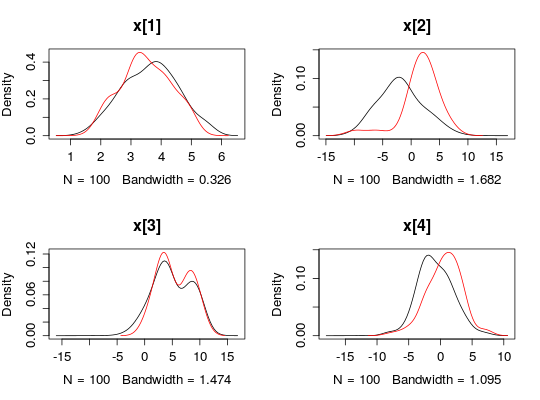 x[1]
Density
0.0 0.2 0.4
1 2 3 4 5 6
N = 100 Bandwidth = 0.326
x[2]
Density
0.00 0.10
-15 -5 0 5 10 15
N = 100 Bandwidth = 1.682
x[3]
Density
0.00 0.06 0.12
-15 -5 0 5 10 15
N = 100 Bandwidth = 1.474
x[4]
Density
0.00 0.10
-15 -10 -5 0 5 10
N = 100 Bandwidth = 1.095